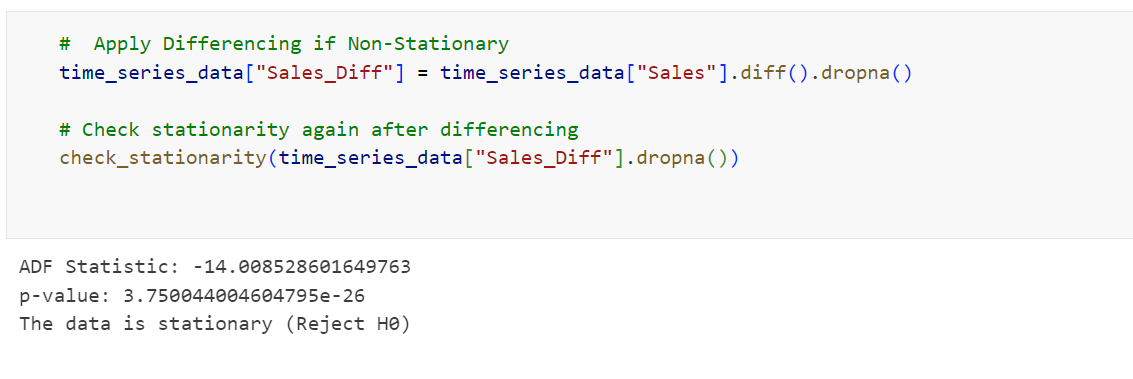 #  Apply Differencing if Non-Stationary
time_series_data["Sales_Diff"] = time_series_data["Sales"].diff().dropna()
# Check stationarity again after differencing
check_stationarity(time_series_data["Sales_Diff"].dropna())
ADF Statistic: -14.008528601649763
p-value: 3.750044004604795e-26
The data is stationary (Reject H0)